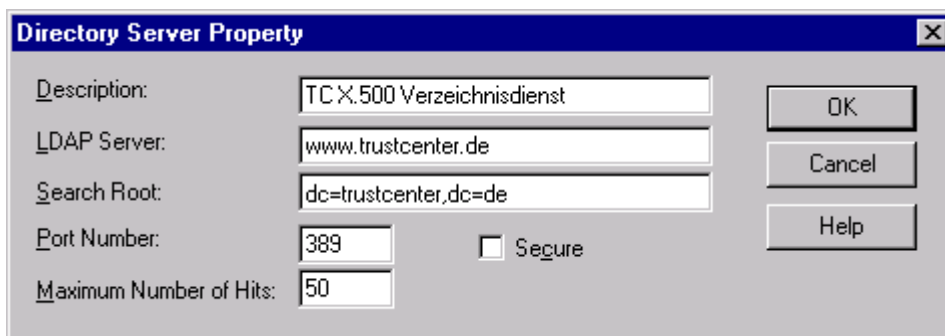 Directory Server Property
Description: TC X.500 Verzeichnisdienst OK
LDAP Server: www.trustcenter.de
Cancel
Search Root: dc=trustcenter,dc=de
Port Number: 389 Secure Help
Maximum Number of Hits: 50